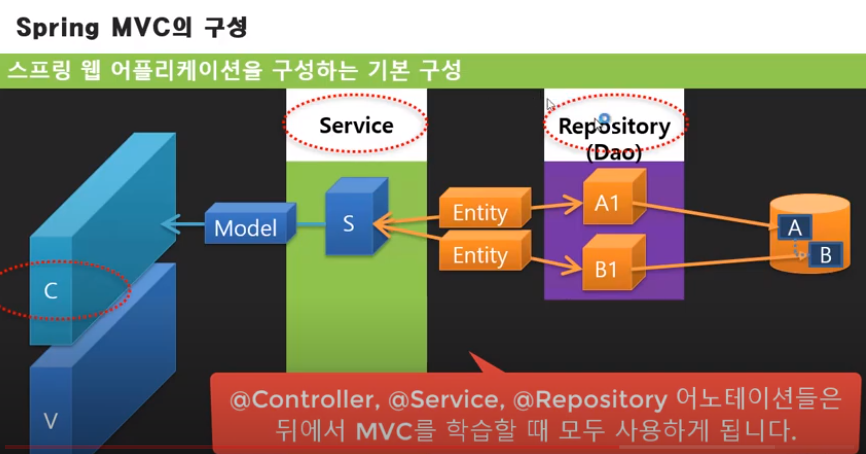 Spring MVC의 구성
스프링 웹 어플리케이션을 구성하는 기본 구성
Service
Repository
(Dao)
Model
S
Entity
Entity
A1
B1
A
B
C
V
@Controller, @Service, @Repository 어노테이션들은
뒤에서 MVC를 학습할 때 모두 사용하게 됩니다.